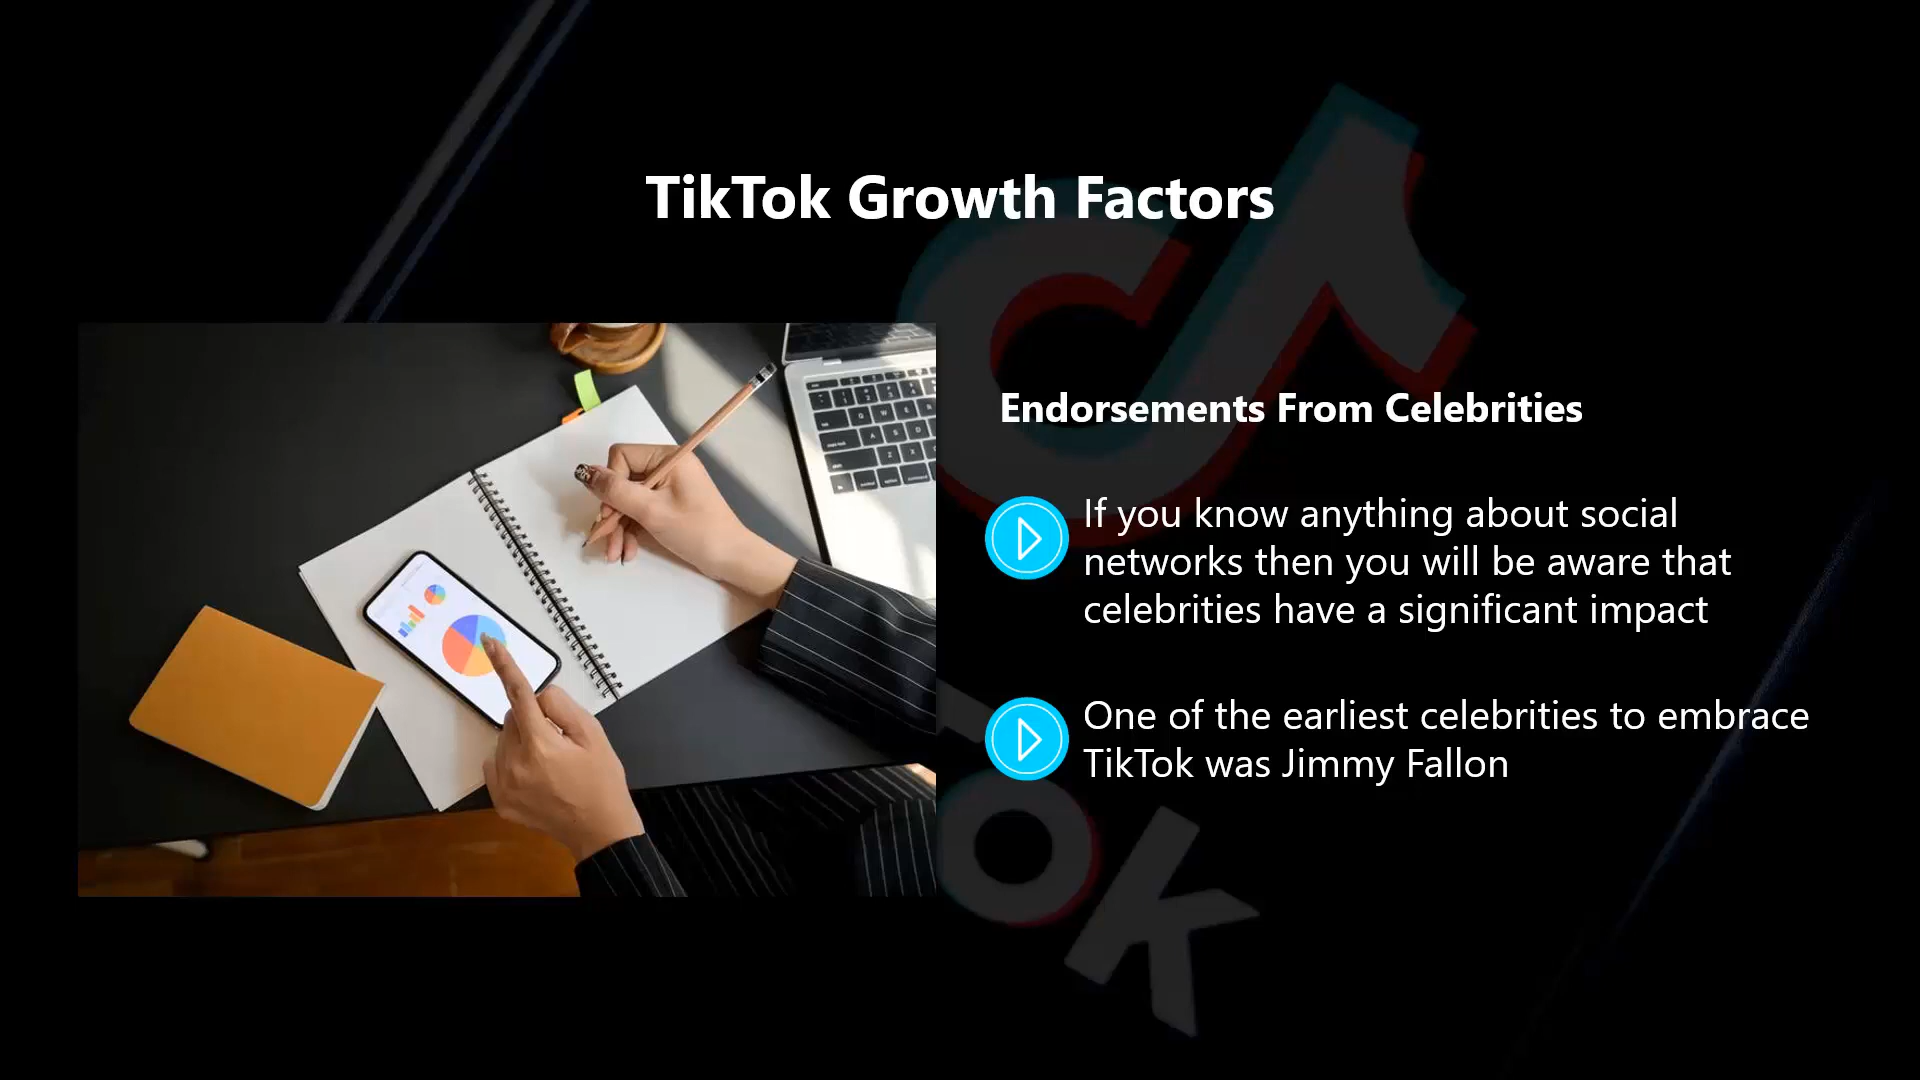 TikTok Growth Factors
Endorsements From Celebrities
If you know anything about social
networks then you will be aware that
celebrities have a significant impact
One of the earliest celebrities to embrace
TikTok was Jimmy Fallon